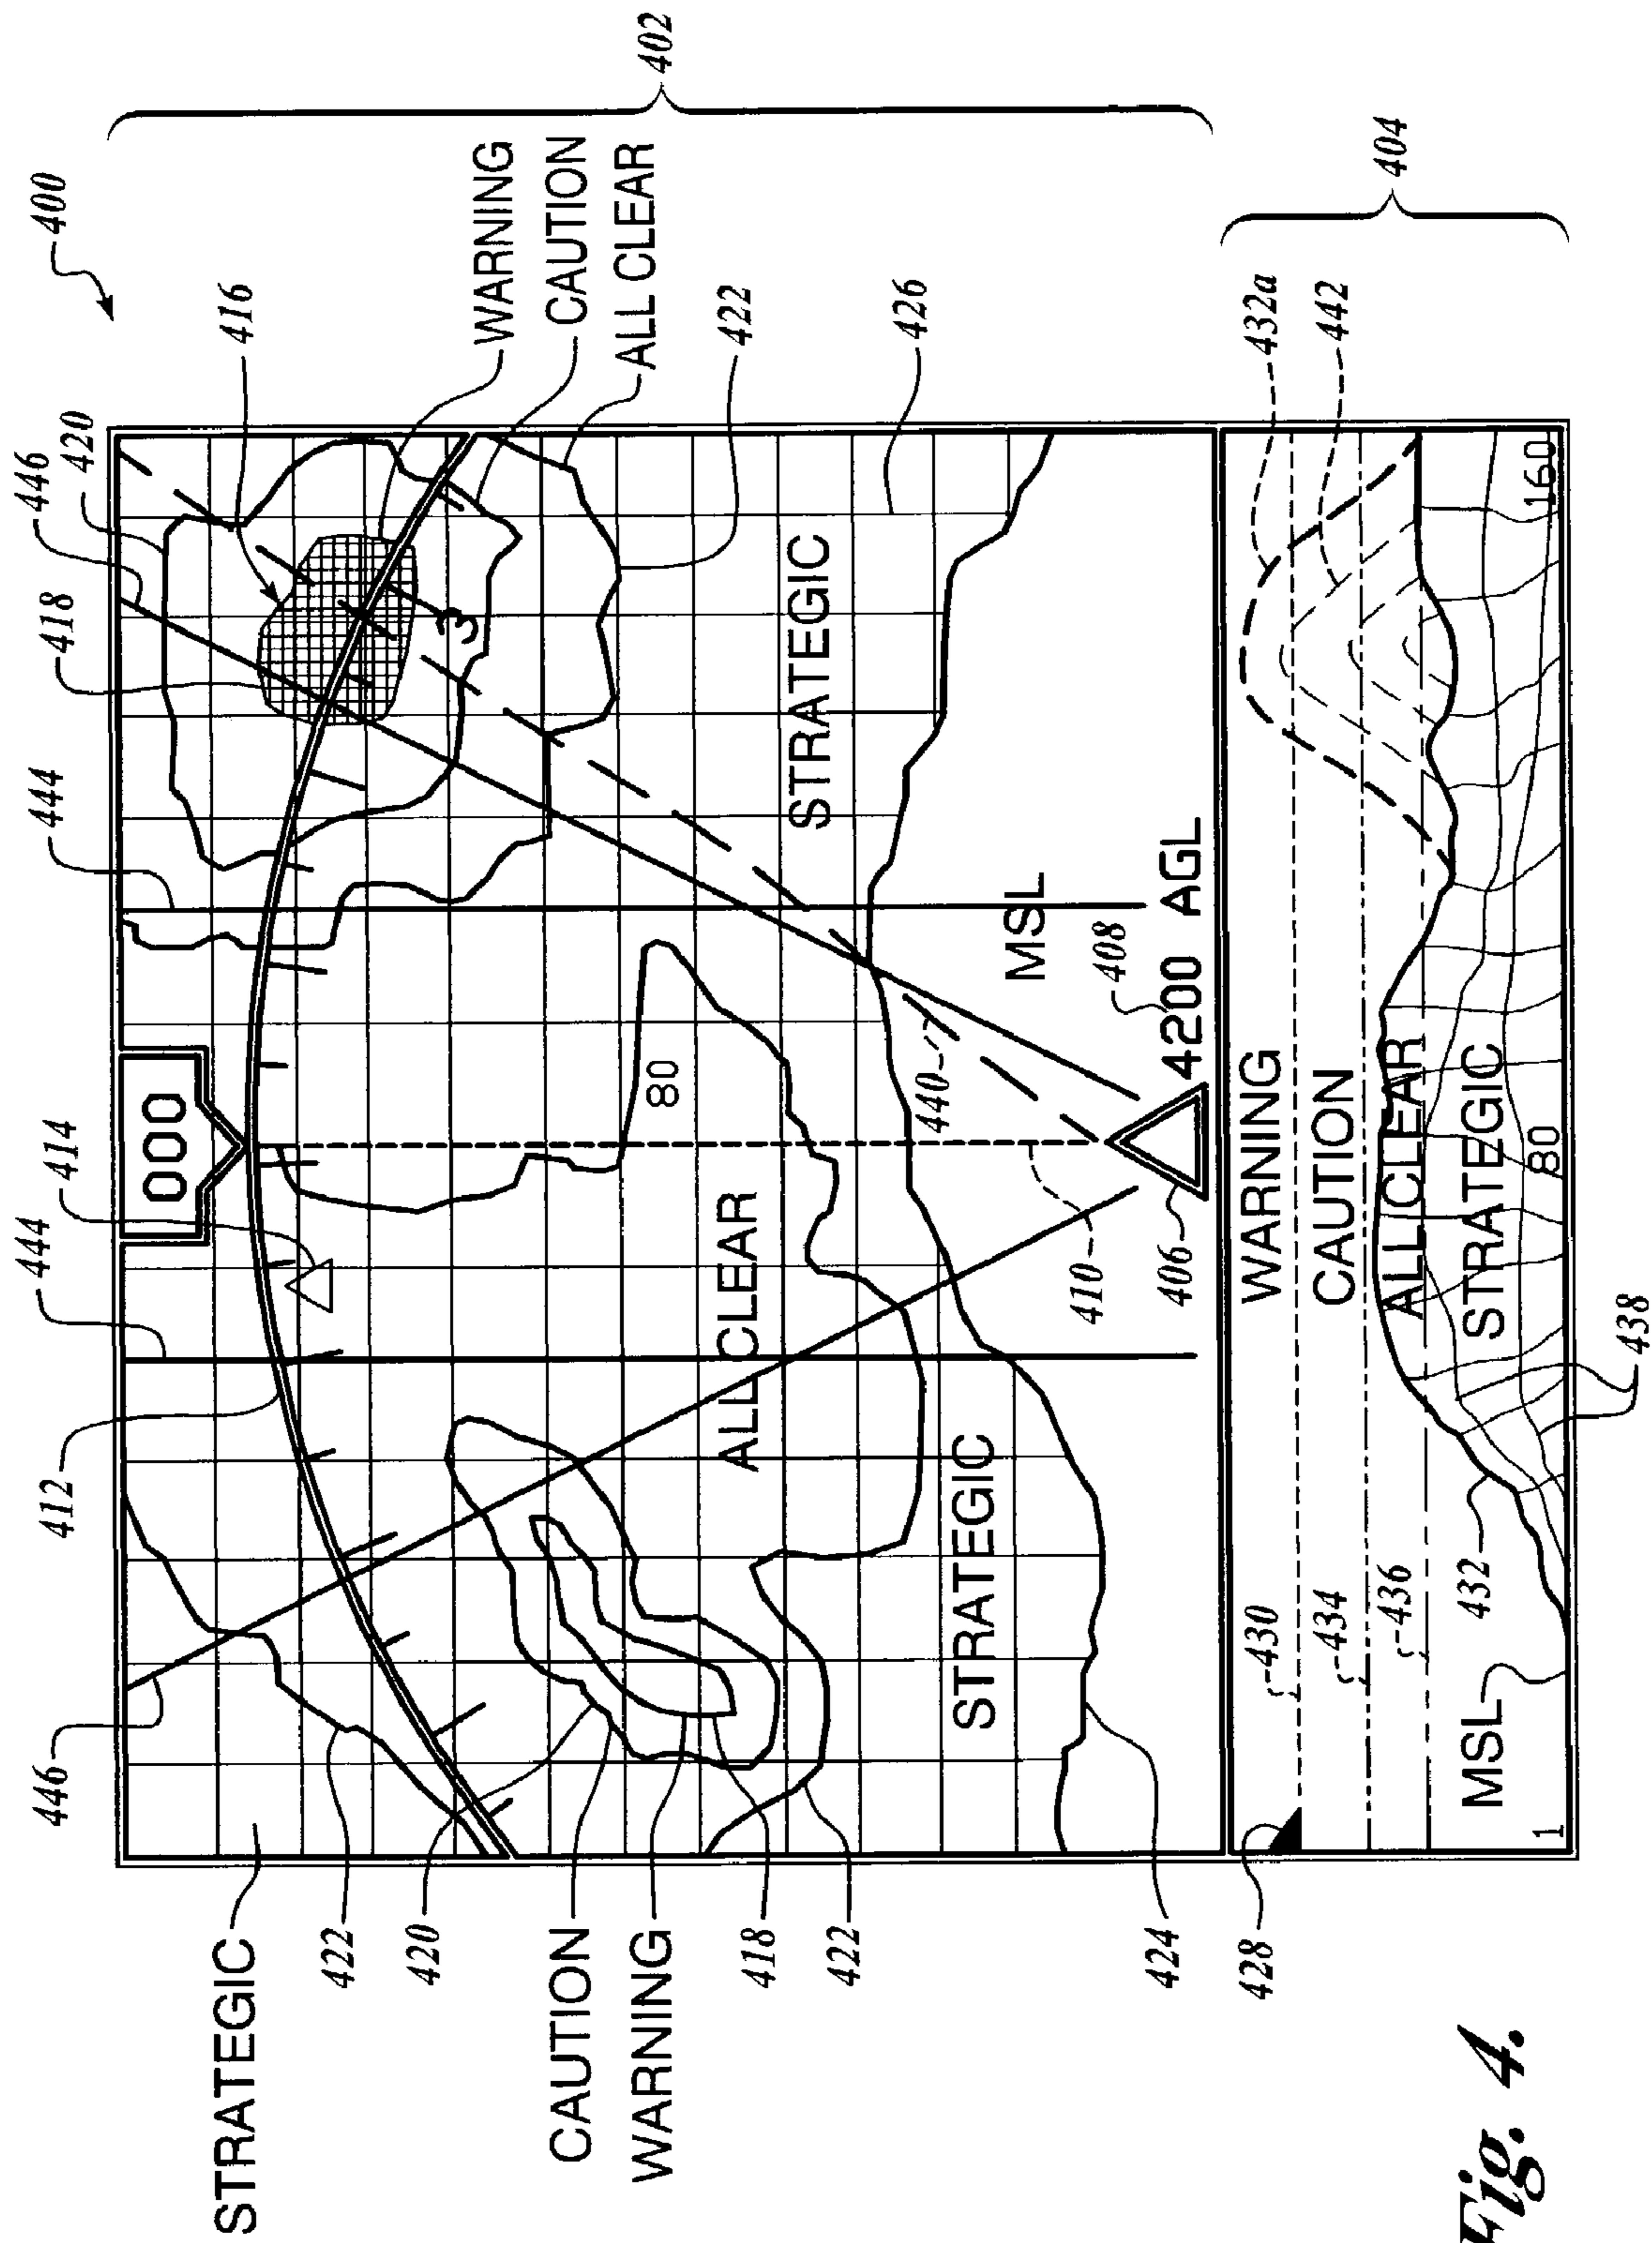 400
446
444
444
446
420
412
414
418
416
402
000
STRATEGIC
422
420
WARNING
CAUTION
ALL CLEAR
3
422
80
ALL CLEAR
STRATEGIC
CAUTION
WARNING
418
422
STRATEGIC
426
MSL
440
408
4200 AGL
410
406
424
428
430
434
436
432
MSL
1
WARNING
CAUTION
ALL CLEAR
STRATEGIC
80
160
432a
442
404
438
Fig. 4.